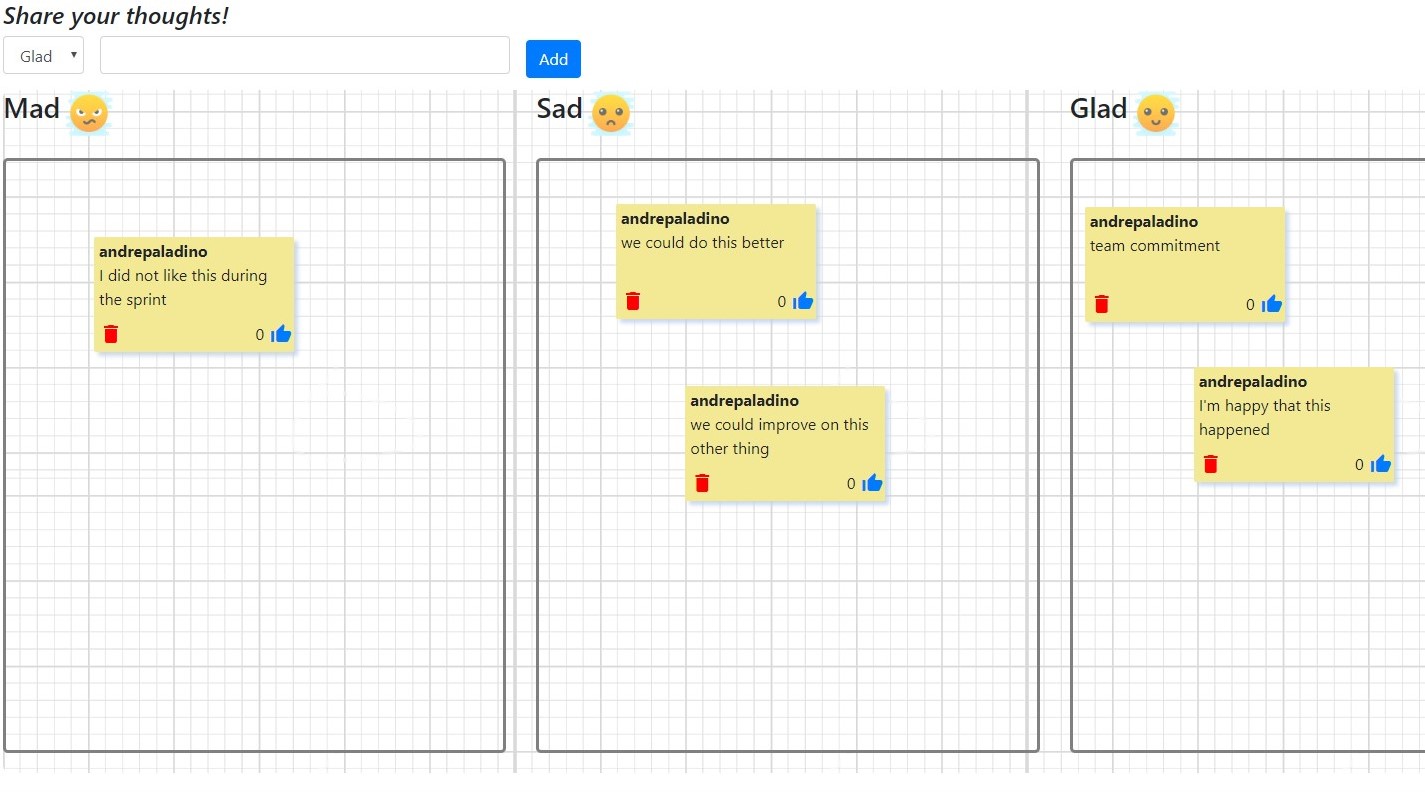 Share your thoughts!
Glad
Add
Mad
andrepaladino
I did not like this during
the sprint
0
Sad
andrepaladino
we could do this better
0
andrepaladino
we could improve on this
other thing
0
Glad
andrepaladino
team commitment
0
andrepaladino
I'm happy that this
happened
0